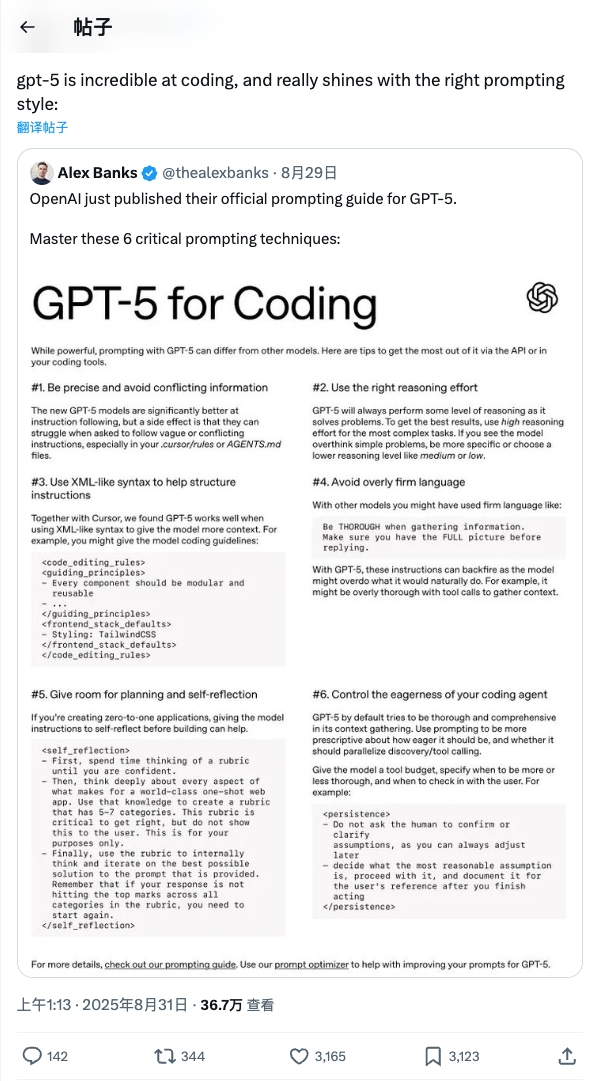 帖子
gpt-5 is incredible at coding, and really shines with the right prompting
style:
翻译帖子
Alex Banks @thealexbanks · 8月29日
OpenAI just published their official prompting guide for GPT-5.
Master these 6 critical prompting techniques:
GPT-5 for Coding
While powerful, prompting with GPT-5 can differ from other models. Here are tips to get the most out of it via the API or in
your coding tools.
#1. Be precise and avoid conflicting information
The new GPT-5 models are significantly better at
instruction following, but a side effect is that they can
struggle when asked to follow vague or conflicting
instructions, especially in your .cursor/rules or AGENTS.md
files.
#2. Use the right reasoning effort
GPT-5 will always perform some level of reasoning as it
solves problems. To get the best results, use high reasoning
effort for the most complex tasks. If you see the model
overthink simple problems, be more specific or choose a
lower reasoning level like medium or low.
#3. Use XML-like syntax to help structure
instructions
Together with Cursor, we found GPT-5 works well when
using XML-like syntax to give the model more context. For
example, you might give the model coding guidelines:
<code_editing_rules>
<guiding_principles>
- Every component should be modular and
reusable
- ...
</guiding_principles>
<frontend_stack_defaults>
- Styling: TailwindCSS
</frontend_stack_defaults>
</code_editing_rules>
#4. Avoid overly firm language
With other models you might have used firm language like:
Be THOROUGH when gathering information.
Make sure you have the FULL picture before
replying.
With GPT-5, these instructions can backfire as the model
might overdo what it would naturally do. For example, it
might be overly thorough with tool calls to gather context.
#5. Give room for planning and self-reflection
If you're creating zero-to-one applications, giving the model
instructions to self-reflect before building can help.
<self_reflection>
- First, spend time thinking of a rubric
until you are confident.
- Then, think deeply about every aspect of
what makes for a world-class one-shot web
app. Use that knowledge to create a rubric
that has 5-7 categories. This rubric is
critical to get right, but do not show
this to the user. This is for your
purposes only.
- Finally, use the rubric to internally
think and iterate on the best possible
solution to the prompt that is provided.
Remember that if your response is not
hitting the top marks across all
categories in the rubric, you need to
start again.
</self_reflection>
#6. Control the eagerness of your coding agent
GPT-5 by default tries to be thorough and comprehensive
in its context gathering. Use prompting to be more
prescriptive about how eager it should be, and whether it
should parallelize discovery/tool calling.
Give the model a tool budget, specify when to be more or
less thorough, and when to check in with the user. For
example:
<persistence>
- Do not ask the human to confirm or
clarify
assumptions, as you can always adjust
later
- decide what the most reasonable assumption
is, proceed with it, and document it for
the user's reference after you finish
acting
</persistence>
For more details, check out our prompting guide. Use our prompt optimizer to help with improving your prompts for GPT-5.
上午1:13 · 2025年8月31日 · 36.7万 查看
142 344 3,165 3,123